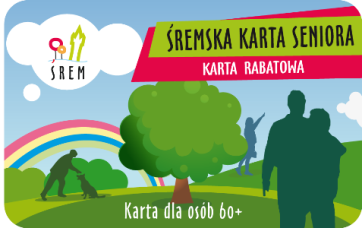 ŚREMSKA KARTA SENIORA
KARTA RABATOWA
ŚREM
Karta dla osób 60+